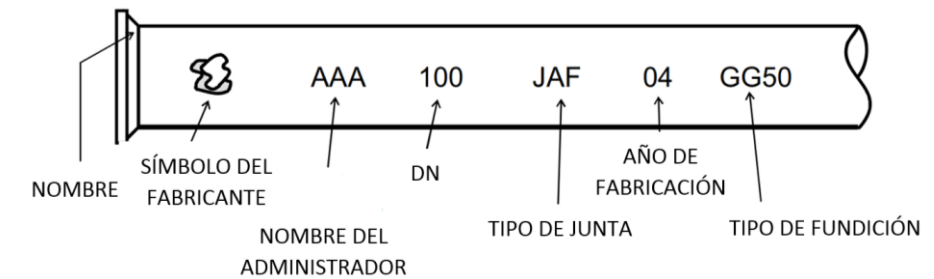 AAA 100 JAF 04 GG50
NOMBRE
SÍMBOLO DEL
FABRICANTE
NOMBRE DEL
ADMINISTRADOR
DN
TIPO DE JUNTA
AÑO DE
FABRICACIÓN
TIPO DE FUNDICIÓN